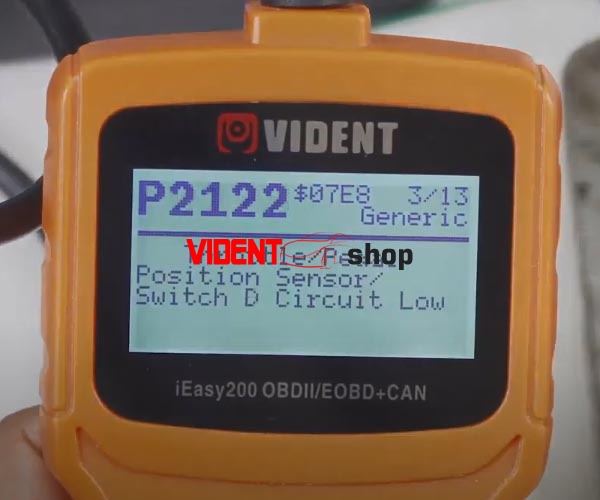 VIDENT
P2122 $07E8 3/13
Generic
VIDENT shop
Position Sensor/
Switch D Circuit Low
iEasy200 OBDII/EOBD+CAN